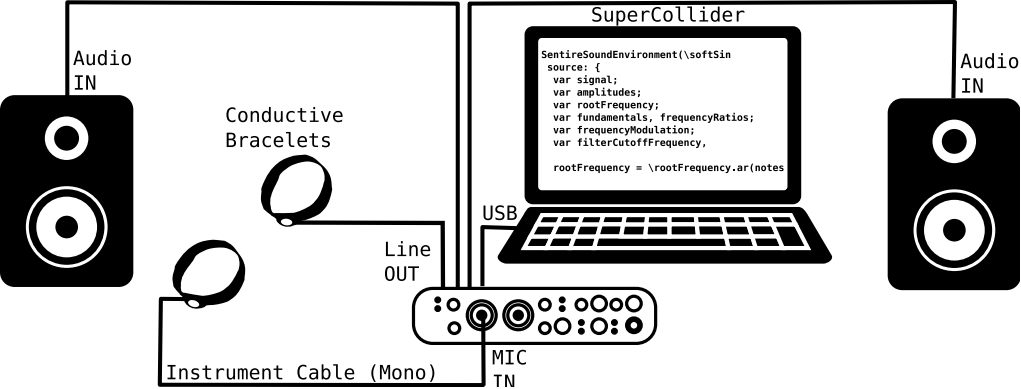 SuperCollider
Audio
IN
Audio
IN
SentireSoundEnvironment(\softSin
source: {
var signal;
var amplitudes;
var rootFrequency;
var fundamentals, frequencyRatios;
var frequencyModulation;
var filterCutoffFrequency,
rootFrequency = \rootFrequency.ar(notes
Conductive
Bracelets
USB
Line
OUT
MIC
IN
Instrument Cable (Mono)